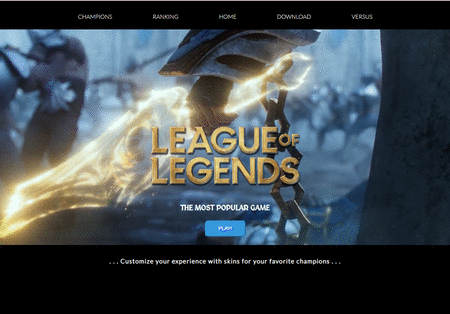 CHAMPIONS RANKING HOME DOWNLOAD VERSUS
LEAGUE OF
LEGENDS
THE MOST POPULAR GAME
PLAY!
. . . Customize your experience with skins for your favorite champions . . .